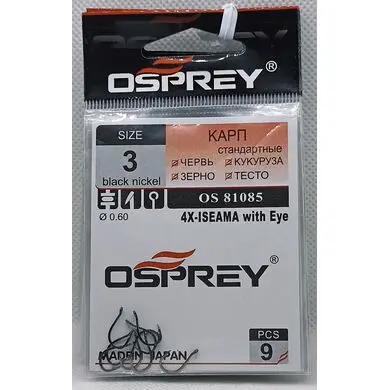 OSPREY®
SIZE
3
black nickel
КАРП
стандартные
ЧЕРВЬ КУКУРУЗА
ЗЕРНО ТЕСТО
Ø 0.60
OS 81085
4X-ISEAMA with Eye
OSPREY®
MADE IN JAPAN
PCS
9